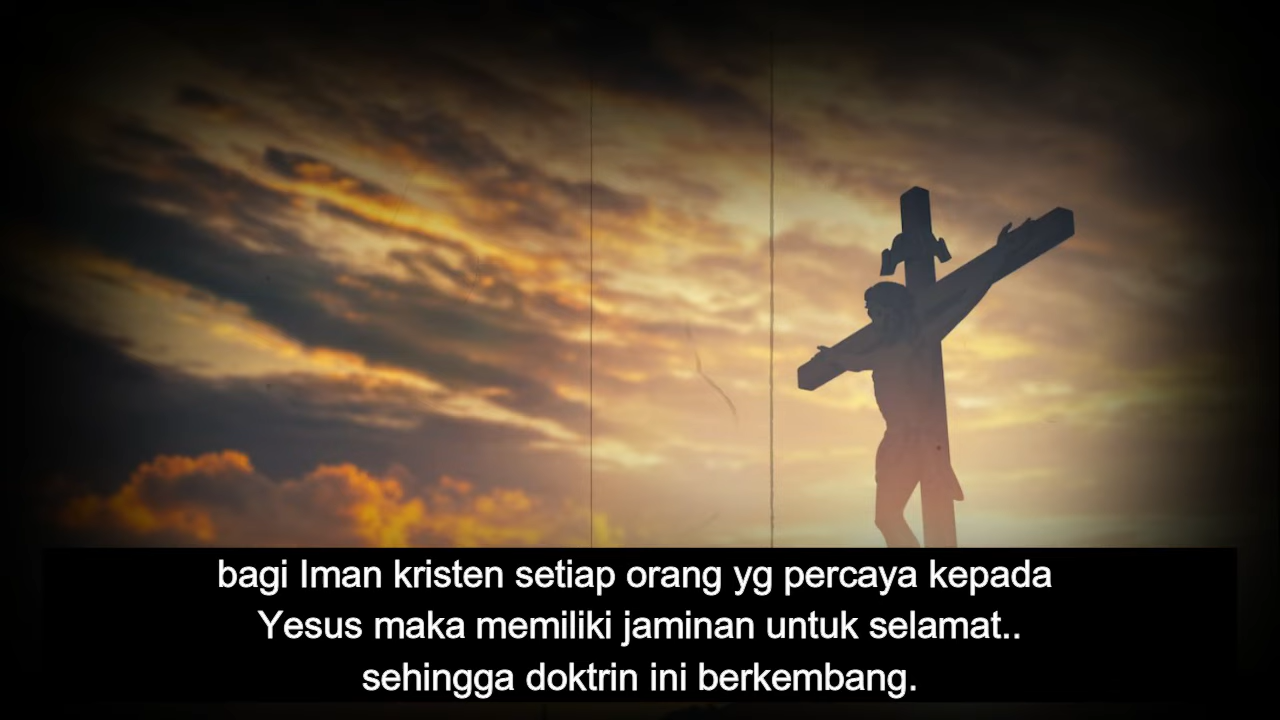 bagi Iman kristen setiap orang yg percaya kepada
Yesus maka memiliki jaminan untuk selamat..
sehingga doktrin ini berkembang.